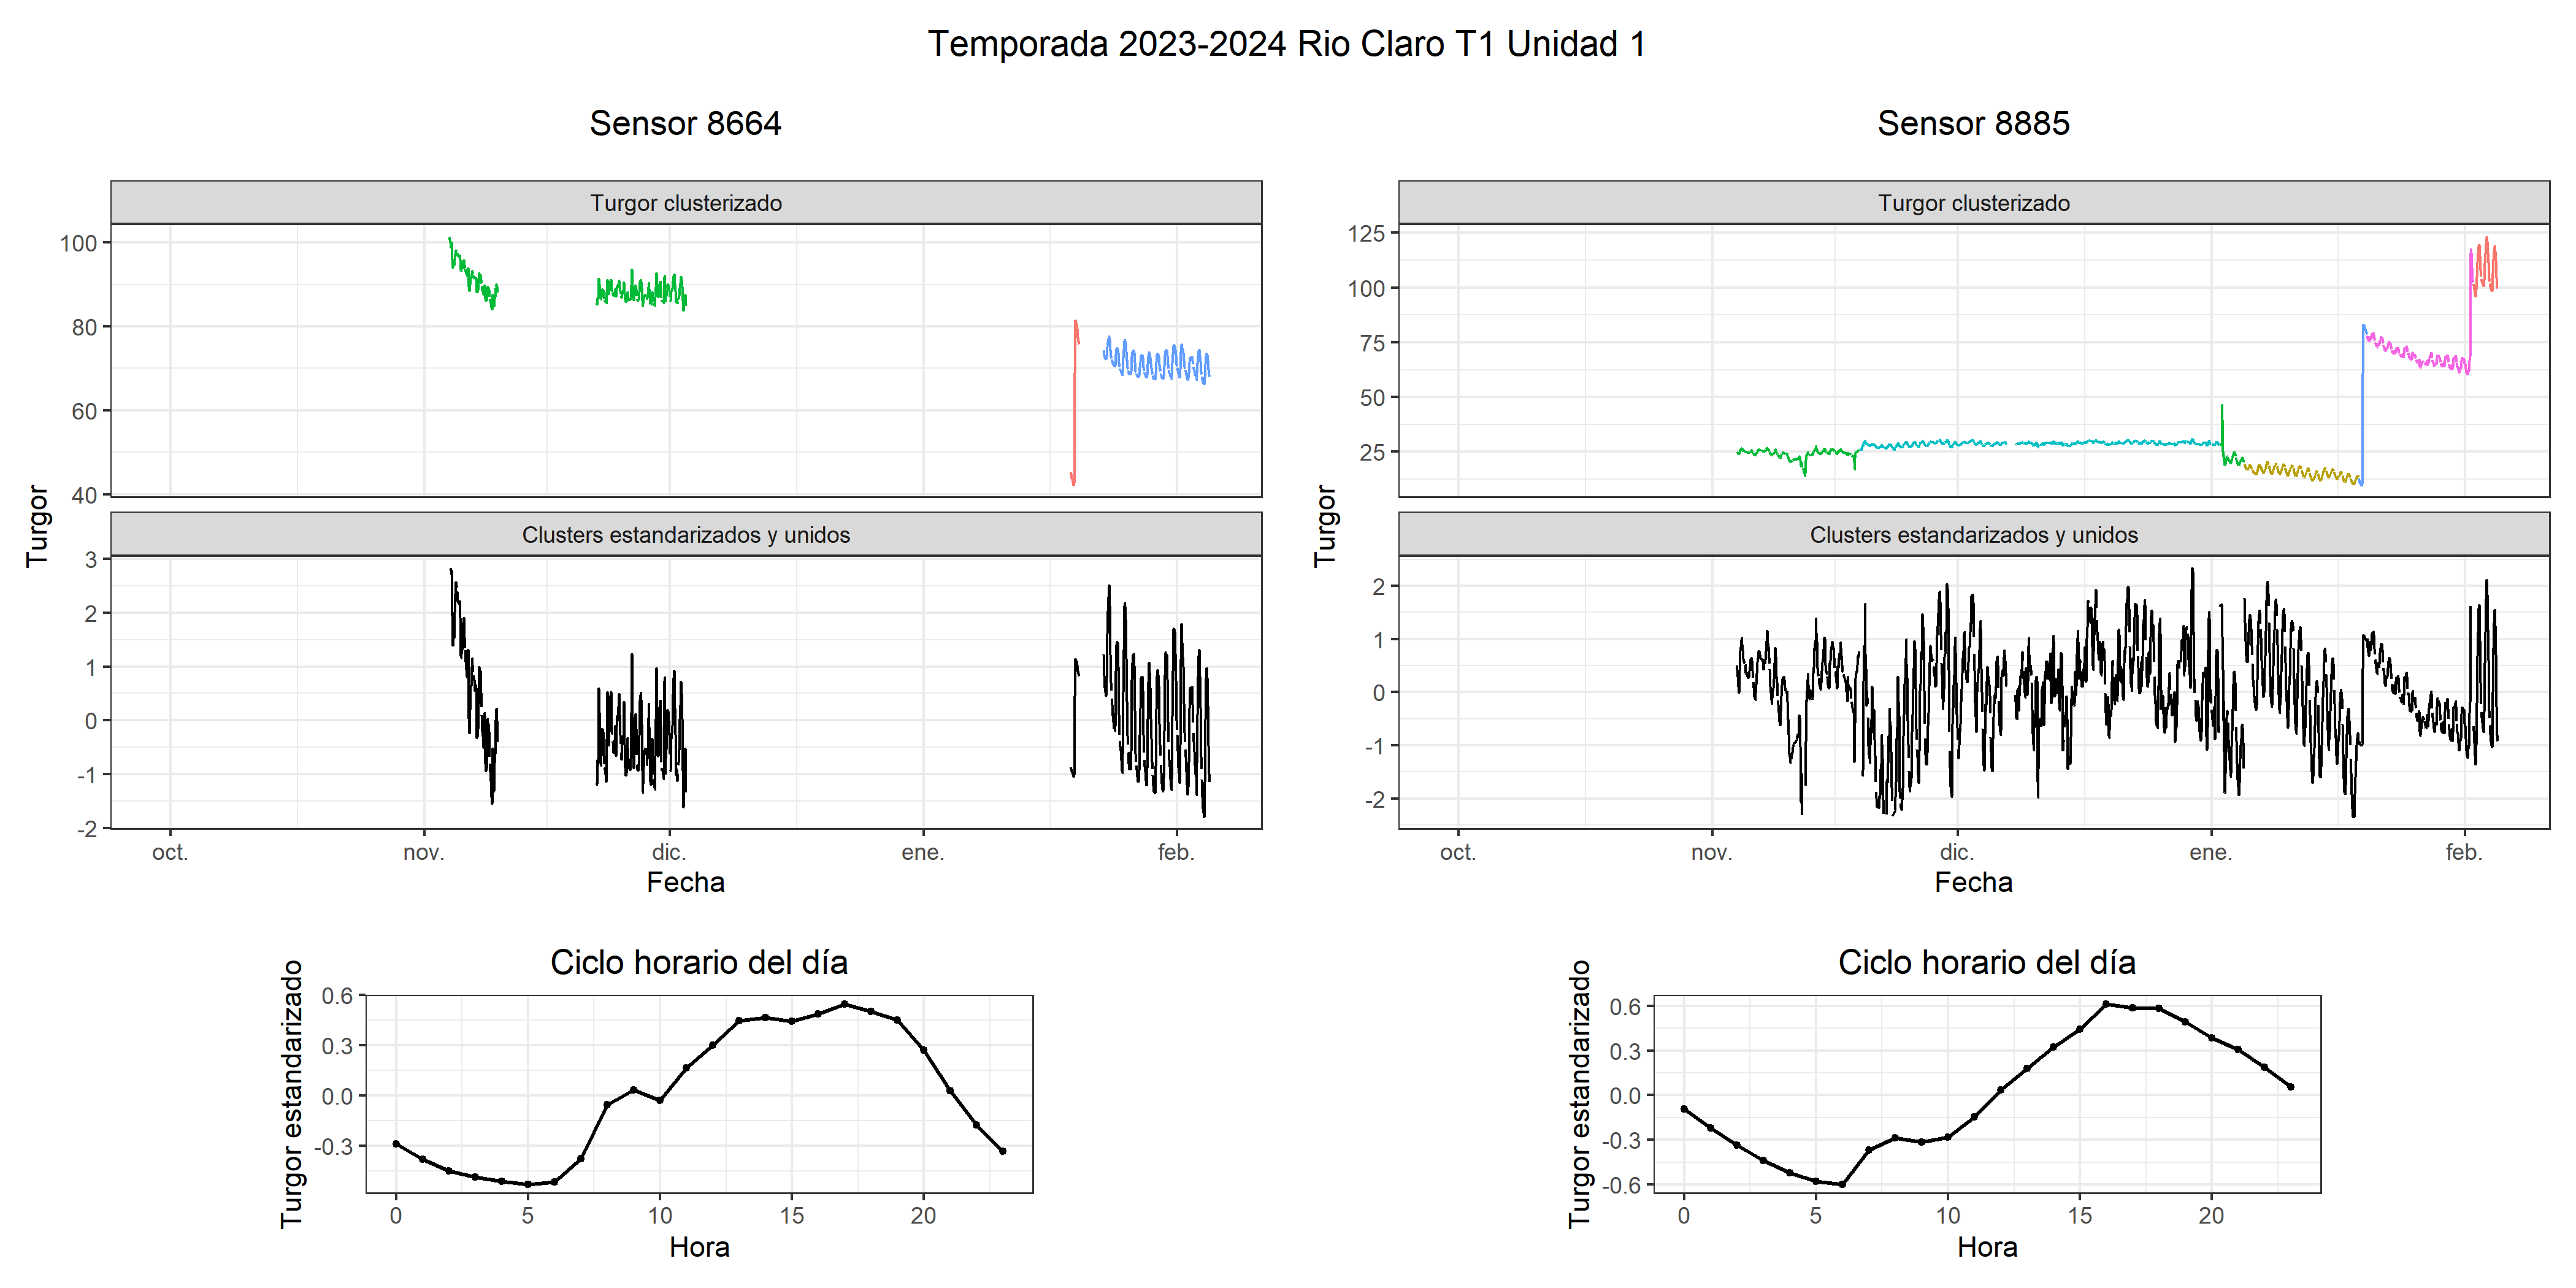 Temporada 2023-2024 Rio Claro T1 Unidad 1
Sensor 8664
Turgor clusterizado
100
80
60
40
Turgor
Clusters estandarizados y unidos
3
2
1
0
-1
-2
oct.
nov.
dic.
ene.
feb.
Fecha
Ciclo horario del día
Turgor estandarizado
0.6
0.3
0.0
-0.3
0
5
10
15
20
Hora
Sensor 8885
Turgor clusterizado
125
100
75
50
25
Turgor
Clusters estandarizados y unidos
2
1
0
-1
-2
oct.
nov.
dic.
ene.
feb.
Fecha
Ciclo horario del día
Turgor estandarizado
0.6
0.3
0.0
-0.3
-0.6
0
5
10
15
20
Hora